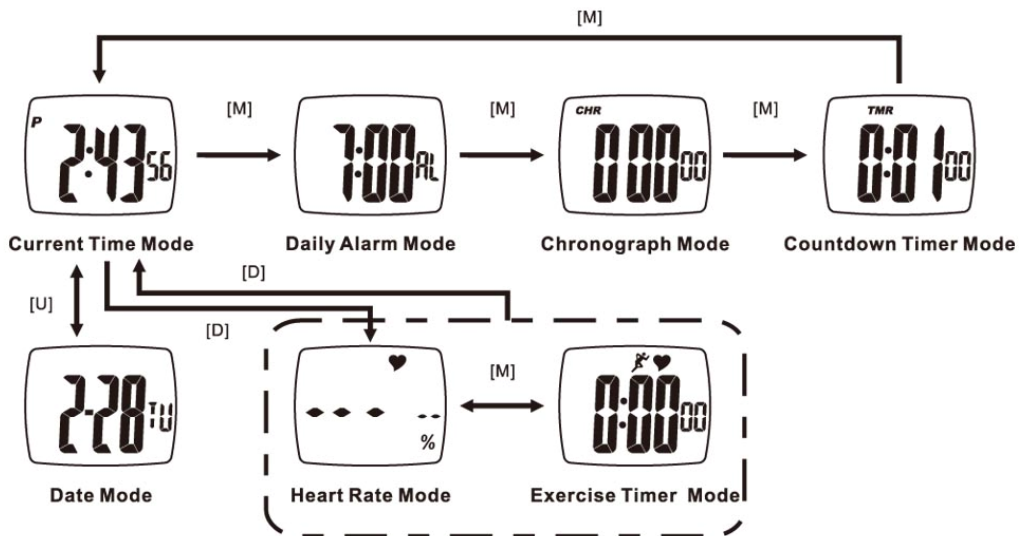 [M]
P 2:43 56
[M]
7:00 AL
[M]
CHR
0:00 00
[M]
TMR
0:01 00
Current Time Mode
Daily Alarm Mode
Chronograph Mode
Countdown Timer Mode
[U]
[D]
[D]
2-28 TU
- - - --
%
[M]
0:00 00
Date Mode
Heart Rate Mode
Exercise Timer Mode